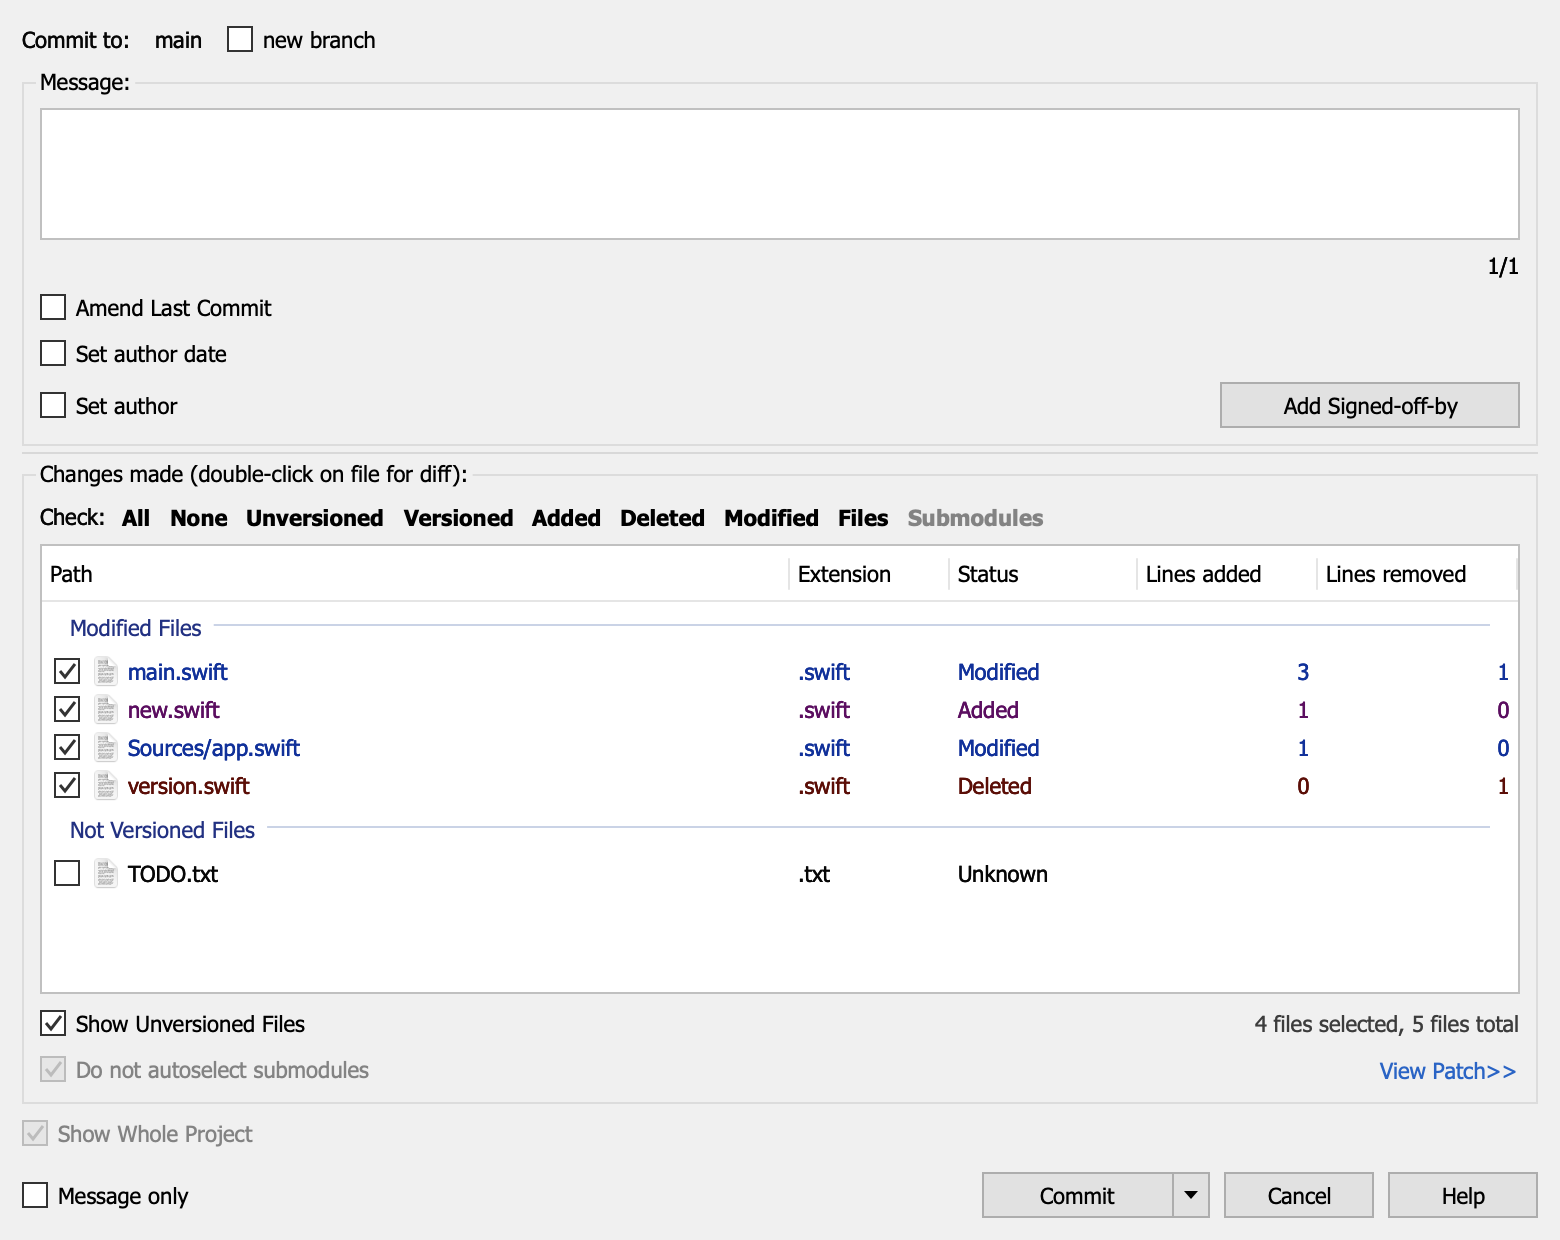 Commit to: main new branch
Message:
1/1
Amend Last Commit
Set author date
Set author Add Signed-off-by
Changes made (double-click on file for diff):
Check: All None Unversioned Versioned Added Deleted Modified Files Submodules
Path Extension Status Lines added Lines removed
Modified Files
main.swift .swift Modified 3 1
new.swift .swift Added 1 0
Sources/app.swift .swift Modified 1 0
version.swift .swift Deleted 0 1
Not Versioned Files
TODO.txt .txt Unknown
Show Unversioned Files 4 files selected, 5 files total
Do not autoselect submodules View Patch>>
Show Whole Project
Message only Commit Cancel Help